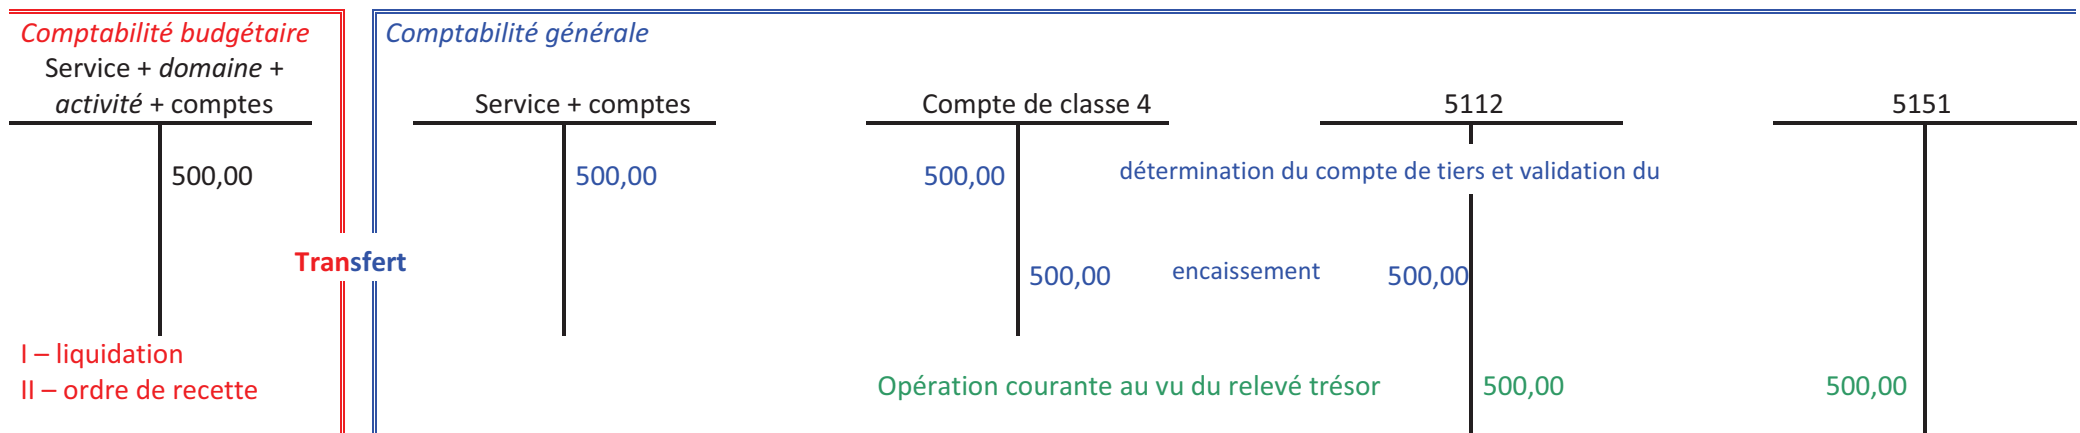 Comptabilité budgétaire
Service + domaine +
activité + comptes
500,00
I – liquidation
II – ordre de recette
Transfert
Comptabilité générale
Service + comptes
Compte de classe 4
5112
5151
500,00
500,00
détermination du compte de tiers et validation du
500,00
encaissement
500,00
Opération courante au vu du relevé trésor
500,00
500,00